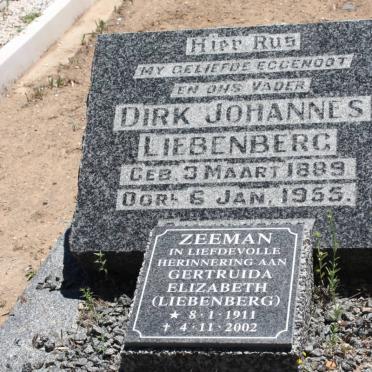 Hier Rus
MY GELIEFDE EGGENOOT
EN ONS VADER
DIRK JOHANNES
LIEBENBERG
GEB. 3 MAART 1889
OORL. 6 JAN. 1955.
ZEEMAN
IN LIEFDEVOLLE
HERINNERING AAN
GERTRUIDA
ELIZABETH
(LIEBENBERG)
★ 8·1·1911
✝ 4·11·2002